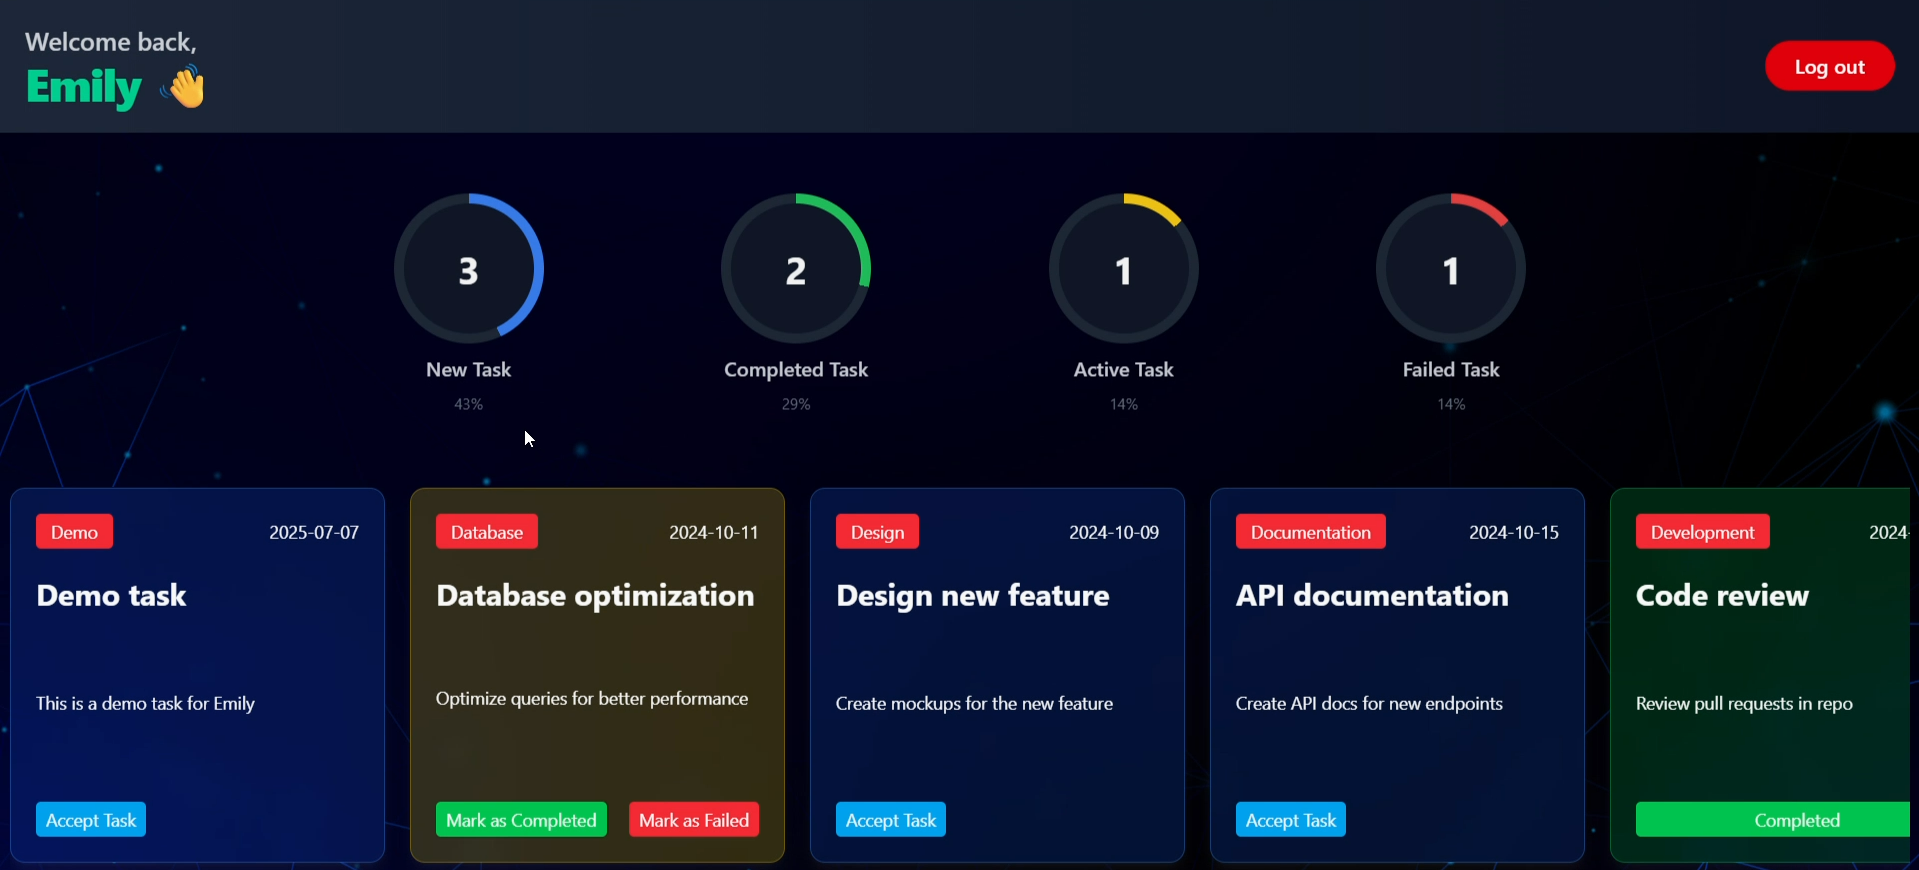 Welcome back,
Emily 👋
Log out
3
New Task
43%
2
Completed Task
29%
1
Active Task
14%
1
Failed Task
14%
Demo 2025-07-07
Demo task
This is a demo task for Emily
Accept Task
Database 2024-10-11
Database optimization
Optimize queries for better performance
Mark as Completed Mark as Failed
Design 2024-10-09
Design new feature
Create mockups for the new feature
Accept Task
Documentation 2024-10-15
API documentation
Create API docs for new endpoints
Accept Task
Development 2024-
Code review
Review pull requests in repo
Completed